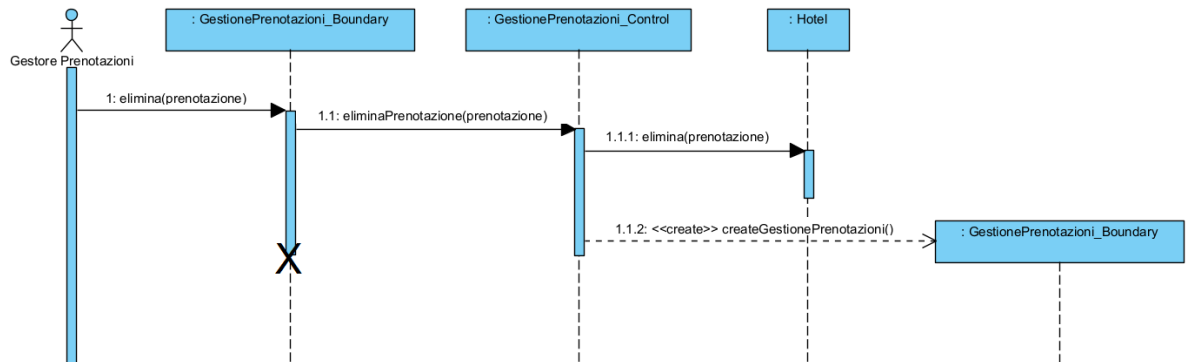 : GestionePrenotazioni_Boundary
: GestionePrenotazioni_Control
: Hotel
Gestore Prenotazioni
1: elimina(prenotazione)
1.1: eliminaPrenotazione(prenotazione)
1.1.1: elimina(prenotazione)
1.1.2: <<create>> createGestionePrenotazioni()
: GestionePrenotazioni_Boundary